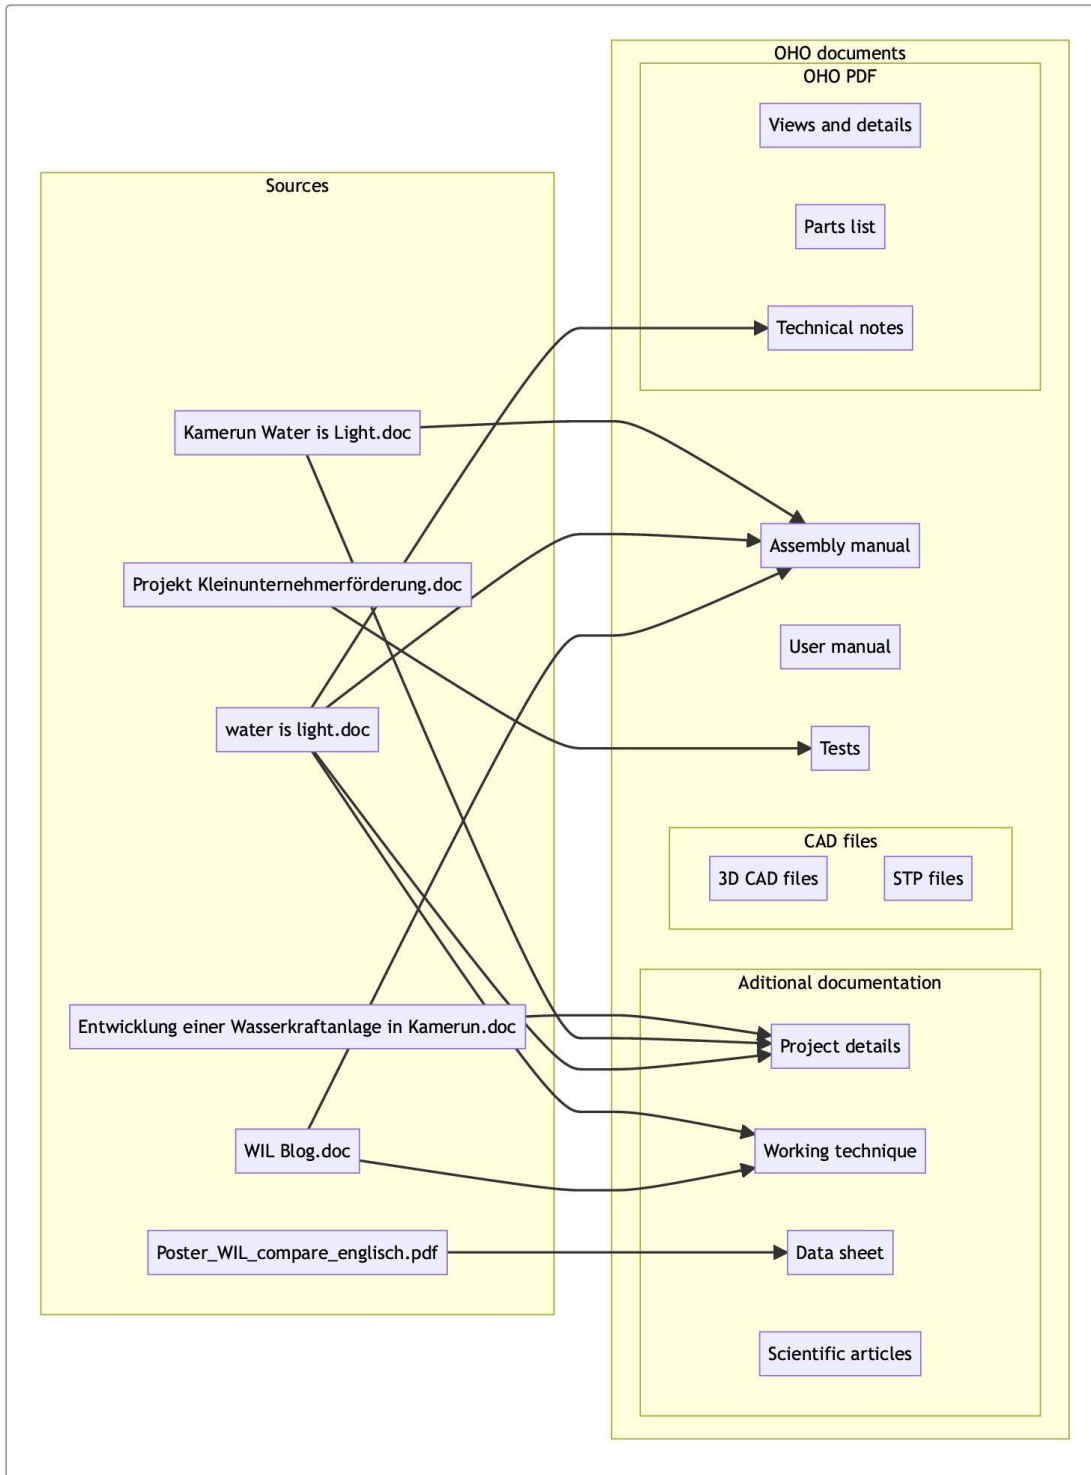 Sources
Kamerun Water is Light.doc
Projekt Kleinunternehmerförderung.doc
water is light.doc
Entwicklung einer Wasserkraftanlage in Kamerun.doc
WIL Blog.doc
Poster_WIL_compare_englisch.pdf
OHO documents
OHO PDF
Views and details
Parts list
Technical notes
Assembly manual
User manual
Tests
CAD files
3D CAD files
STP files
Aditional documentation
Project details
Working technique
Data sheet
Scientific articles